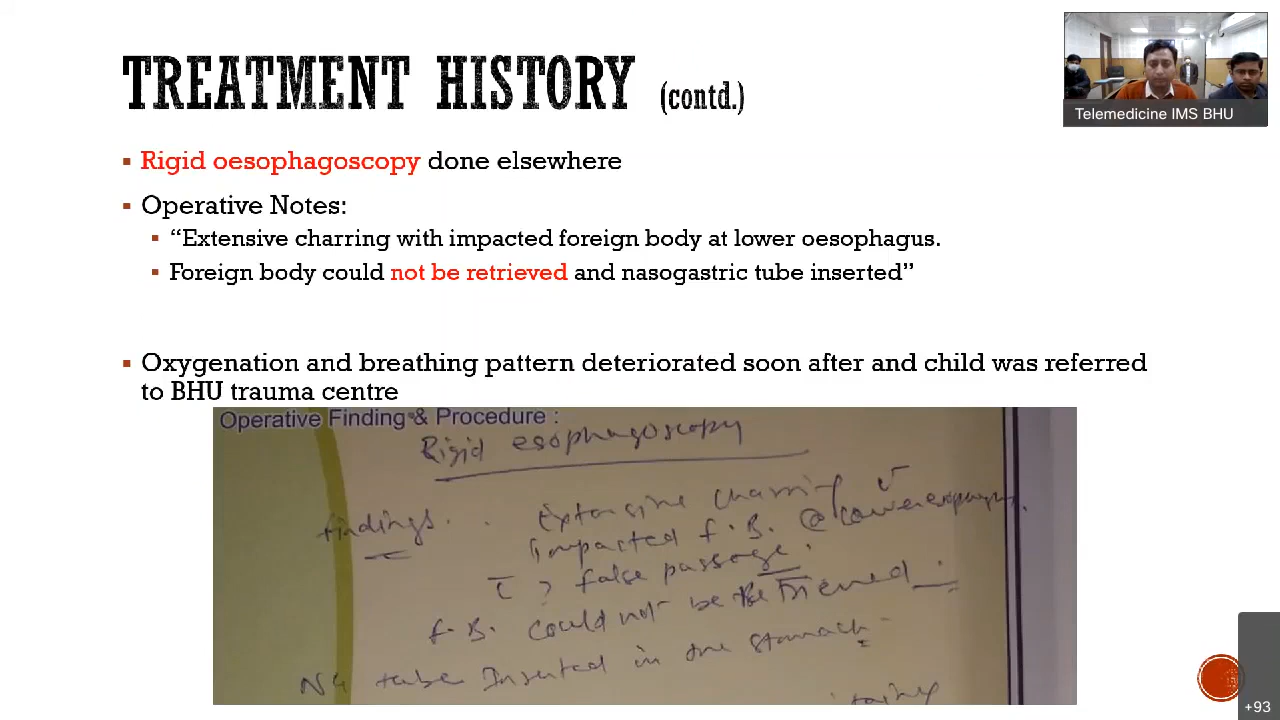 TREATMENT HISTORY (contd.)
Telemedicine IMS BHU
▪ Rigid oesophagoscopy done elsewhere
▪ Operative Notes:
▪ “Extensive charring with impacted foreign body at lower oesophagus.
▪ Foreign body could not be retrieved and nasogastric tube inserted”
▪ Oxygenation and breathing pattern deteriorated soon after and child was referred
to BHU trauma centre
Operative Finding & Procedure :
Rigid esophagoscopy
findings. . Extensive charring
Impacted f.B. @ lower esophagus.
false passage.
f.B. could not be retrieved.
NG tube Inserted in the stomach
+93